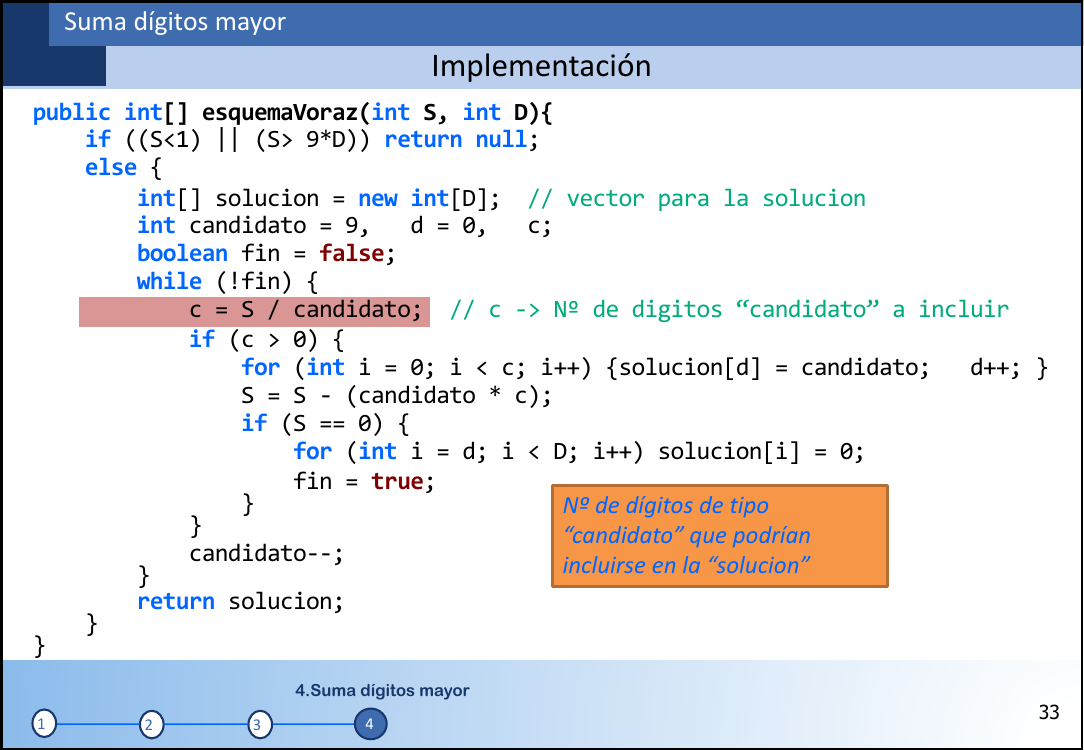 Suma dígitos mayor
Implementación
public int[] esquemaVoraz(int S, int D){
if ((S<1) || (S> 9*D)) return null;
else {
int[] solucion = new int[D];  // vector para la solucion
int candidato = 9,   d = 0,   c;
boolean fin = false;
while (!fin) {
c = S / candidato;  // c -> Nº de digitos “candidato” a incluir
if (c > 0) {
for (int i = 0; i < c; i++) {solucion[d] = candidato;   d++; }
S = S - (candidato * c);
if (S == 0) {
for (int i = d; i < D; i++) solucion[i] = 0;
fin = true;
}
}
candidato--;
}
return solucion;
}
}
Nº de dígitos de tipo
“candidato” que podrían
incluirse en la “solucion”
4.Suma dígitos mayor
1 2 3 4
33